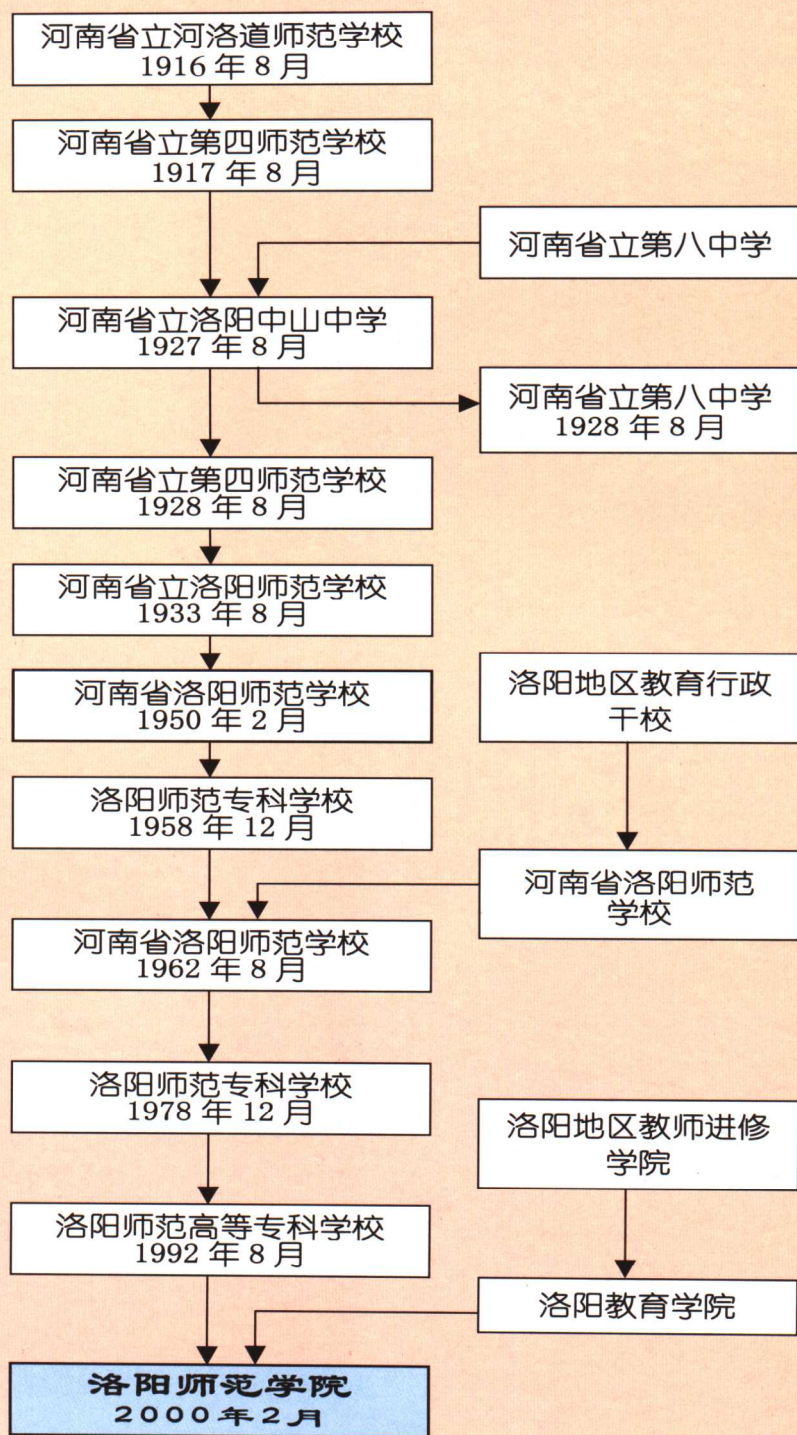 河南省立河洛道师范学校
1916 年 8 月
河南省立第四师范学校
1917 年 8 月
河南省立第八中学
河南省立洛阳中山中学
1927 年 8 月
河南省立第八中学
1928 年 8 月
河南省立第四师范学校
1928 年 8 月
河南省立洛阳师范学校
1933 年 8 月
河南省洛阳师范学校
1950 年 2 月
洛阳地区教育行政
干校
洛阳师范专科学校
1958 年 12 月
河南省洛阳师范
学校
河南省洛阳师范学校
1962 年 8 月
洛阳师范专科学校
1978 年 12 月
洛阳地区教师进修
学院
洛阳师范高等专科学校
1992 年 8 月
洛阳教育学院
洛阳师范学院
2000年2月